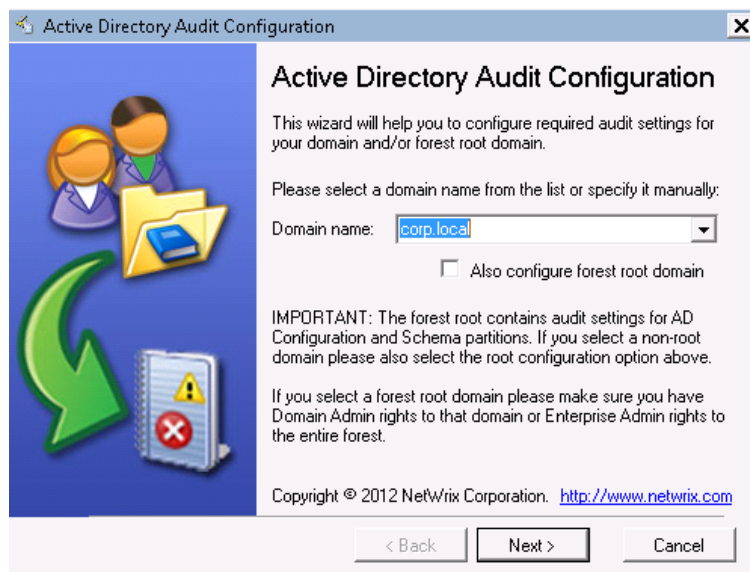 Active Directory Audit Configuration
Active Directory Audit Configuration
This wizard will help you to configure required audit settings for
your domain and/or forest root domain.
Please select a domain name from the list or specify it manually:
Domain name: corp.local
Also configure forest root domain
IMPORTANT: The forest root contains audit settings for AD
Configuration and Schema partitions. If you select a non-root
domain please also select the root configuration option above.
If you select a forest root domain please make sure you have
Domain Admin rights to that domain or Enterprise Admin rights to
the entire forest.
Copyright © 2012 NetWrix Corporation. http://www.netwrix.com
< Back Next > Cancel